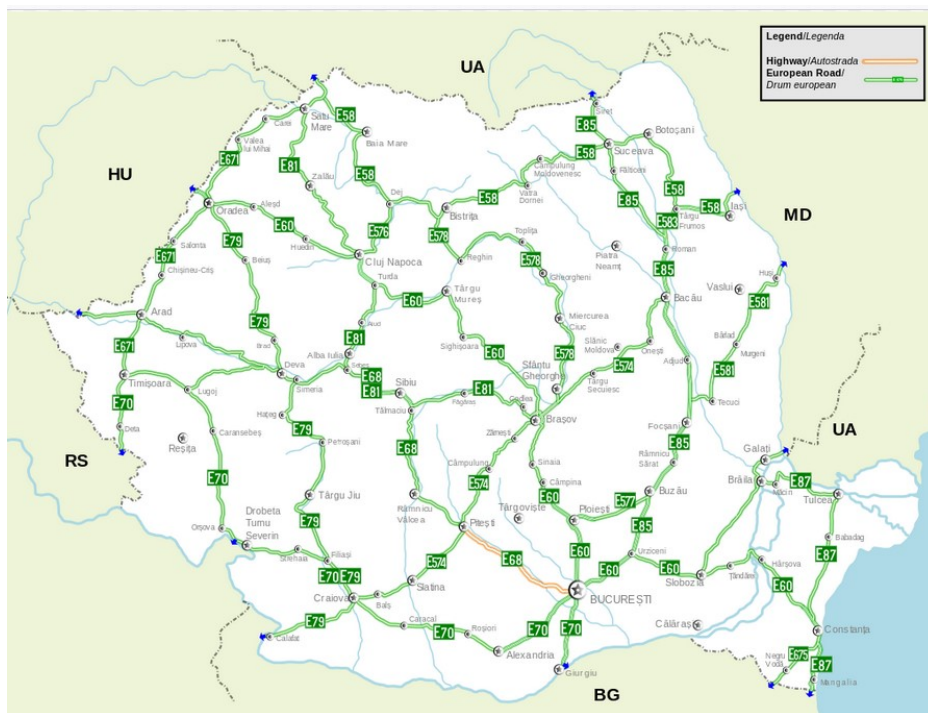 Legend/Legenda
Highway/Autostrada
European Road/
Drum european
UA
HU
MD
UA
RS
BG
Siret
E85
Botoșani
Suceava
E58
Satu
Mare
E58
Carei
Valea
lui Mihai
Baia Mare
E671
E81
Zalău
E58
Câmpulung
Moldovenesc
Fălticeni
E58
E85
Vatra
Dornei
E58
Dej
Bistrița
E583
Târgu
Frumos
E58
Iași
Oradea
Aleșd
E60
Huedin
E576
E578
Toplița
Roman
E79
Salonta
E671
Chișineu-Criș
Beiuș
Cluj Napoca
Reghin
E578
Gheorgheni
Piatra
Neamț
E85
Bacău
Huși
Vaslui
E581
Turda
E60
Târgu
Mureș
Arad
E79
Brad
Lipova
Aiud
E81
Sighișoara
E60
Miercurea
Ciuc
E578
Slănic
Moldova
Onești
E574
Târgu
Secuiesc
Adjud
Bârlad
Murgeni
E581
Tecuci
E671
Timișoara
Deva
Simeria
Alba Iulia
Sebeș
E68
E81
Sibiu
E81
Făgăraș
Codlea
Sfântu
Gheorghe
Brașov
E70
Deta
Lugoj
Hațeg
E79
Petroșani
Tălmaciu
E68
Zărnești
Focșani
E85
Reșița
Caransebeș
E70
Câmpulung
E574
Sinaia
Câmpina
E60
Râmnicu
Sărat
Buzău
E577
Galați
Brăila
Măcin
E87
Tulcea
Târgu Jiu
E79
Râmnicu
Vâlcea
Pitești
Târgoviște
Ploiești
E85
Babadag
E87
Orșova
Drobeta
Turnu
Severin
Strehaia
Filiași
E70
E79
E574
Slatina
E68
E60
Urziceni
E60
E60
Slobozia
Țăndărei
Hârșova
E60
Craiova
Balș
BUCUREȘTI
Călărași
Constanța
E79
Calafat
Caracal
E70
Roșiori
E70
Alexandria
E70
Giurgiu
Negru
Vodă
E675
E87
Mangalia